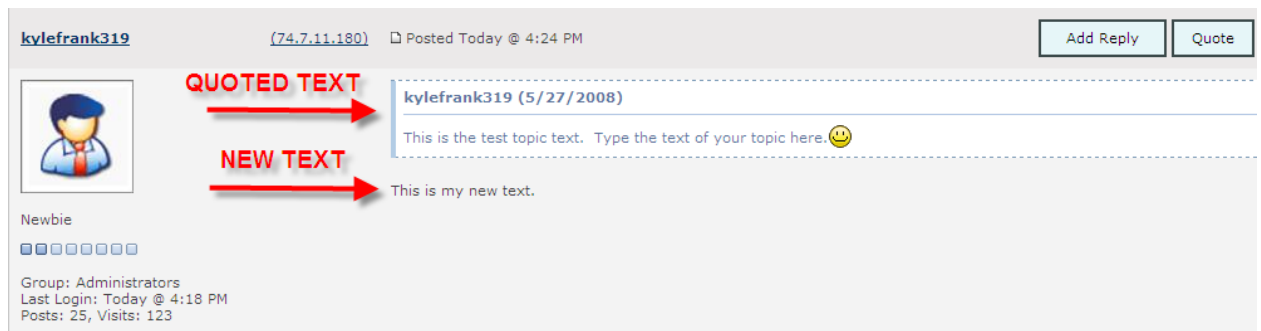 kylefrank319 (74.7.11.180) Posted Today @ 4:24 PM Add Reply Quote
QUOTED TEXT
kylefrank319 (5/27/2008)
This is the test topic text.  Type the text of your topic here.
NEW TEXT
This is my new text.
Newbie
Group: Administrators
Last Login: Today @ 4:18 PM
Posts: 25, Visits: 123